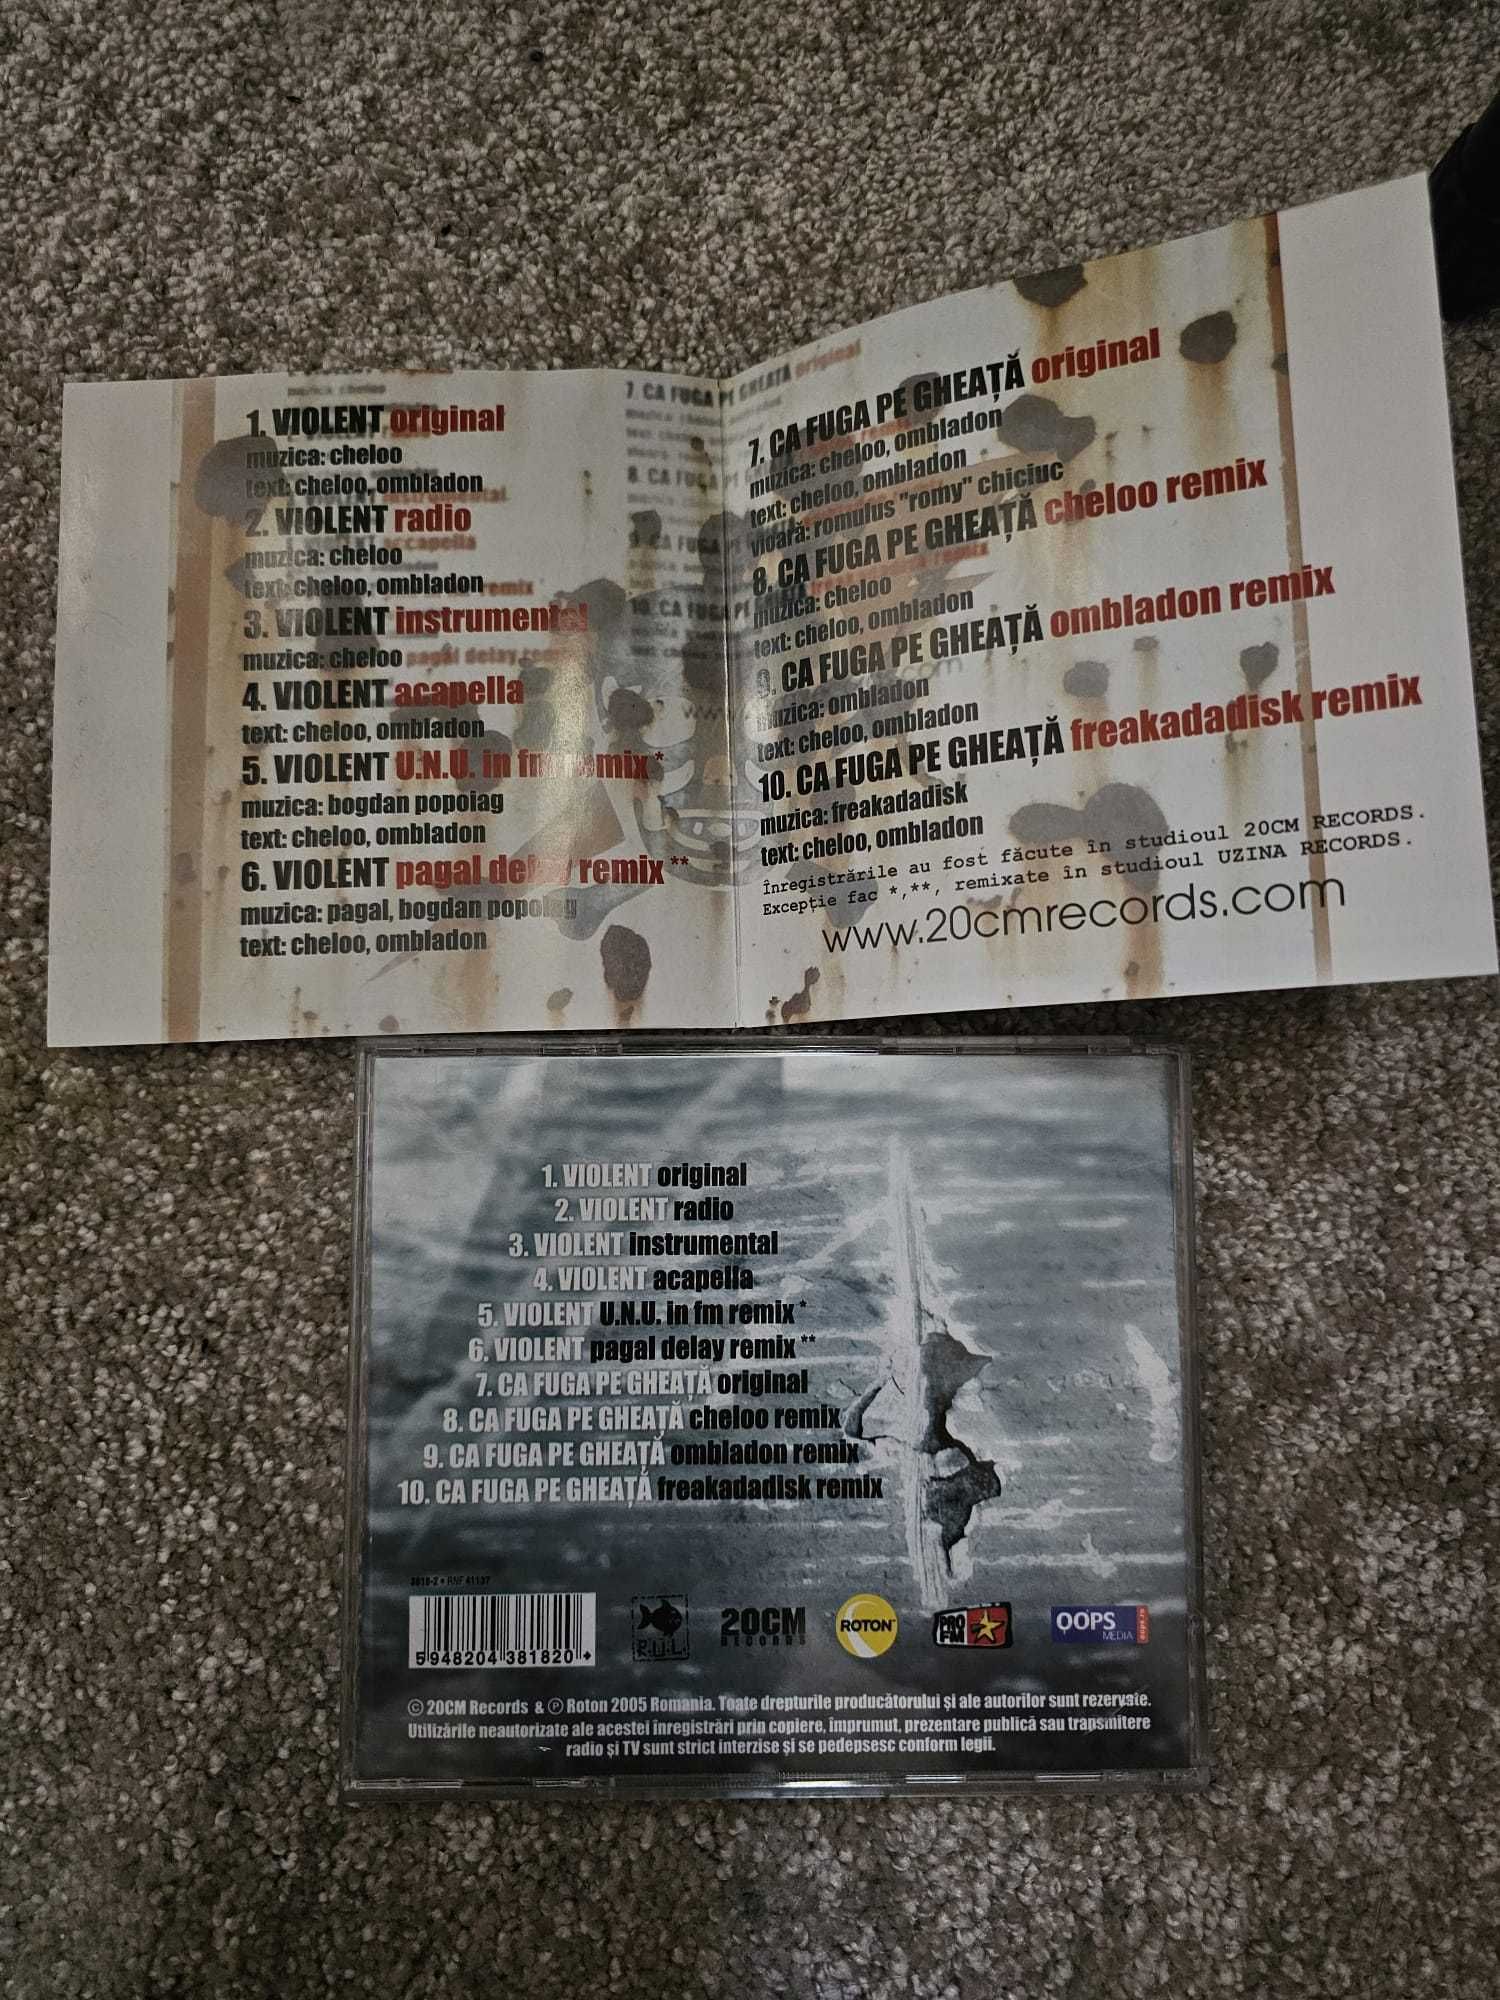 1. VIOLENT original
muzica: cheloo
text: cheloo, ombladon
2. VIOLENT radio
muzica: cheloo
text: cheloo, ombladon
3. VIOLENT instrumental
muzica: cheloo
4. VIOLENT acapella
text: cheloo, ombladon
5. VIOLENT U.N.U. in fm remix *
muzica: bogdan popoiag
text: cheloo, ombladon
6. VIOLENT pagal delay remix **
muzica: pagal, bogdan popoiag
text: cheloo, ombladon
7. CA FUGA PE GHEAȚĂ original
muzica: cheloo, ombladon
text: cheloo, ombladon
vioară: romulus "romy" chiciuc
8. CA FUGA PE GHEAȚĂ cheloo remix
muzica: cheloo
text: cheloo, ombladon
9. CA FUGA PE GHEAȚĂ ombladon remix
muzica: ombladon
text: cheloo, ombladon
10. CA FUGA PE GHEAȚĂ freakadadisk remix
muzica: freakadadisk
text: cheloo, ombladon
Înregistrările au fost făcute în studioul 20CM RECORDS.
Excepție fac *,**, remixate în studioul UZINA RECORDS.
www.20cmrecords.com
1. VIOLENT original
2. VIOLENT radio
3. VIOLENT instrumental
4. VIOLENT acapella
5. VIOLENT U.N.U. in fm remix *
6. VIOLENT pagal delay remix **
7. CA FUGA PE GHEAȚĂ original
8. CA FUGA PE GHEAȚĂ cheloo remix
9. CA FUGA PE GHEAȚĂ ombladon remix
10. CA FUGA PE GHEAȚĂ freakadadisk remix
3818-2 • RNF 41137
5 948204 381820
R.U.L.
20CM
RECORDS
ROTON
PRO
FM
OOPS
MEDIA
oops.ro
© 20CM Records & ℗ Roton 2005 Romania. Toate drepturile producătorului și ale autorilor sunt rezervate.
Utilizările neautorizate ale acestei înregistrări prin copiere, împrumut, prezentare publică sau transmitere
radio și TV sunt strict interzise și se pedepsesc conform legii.